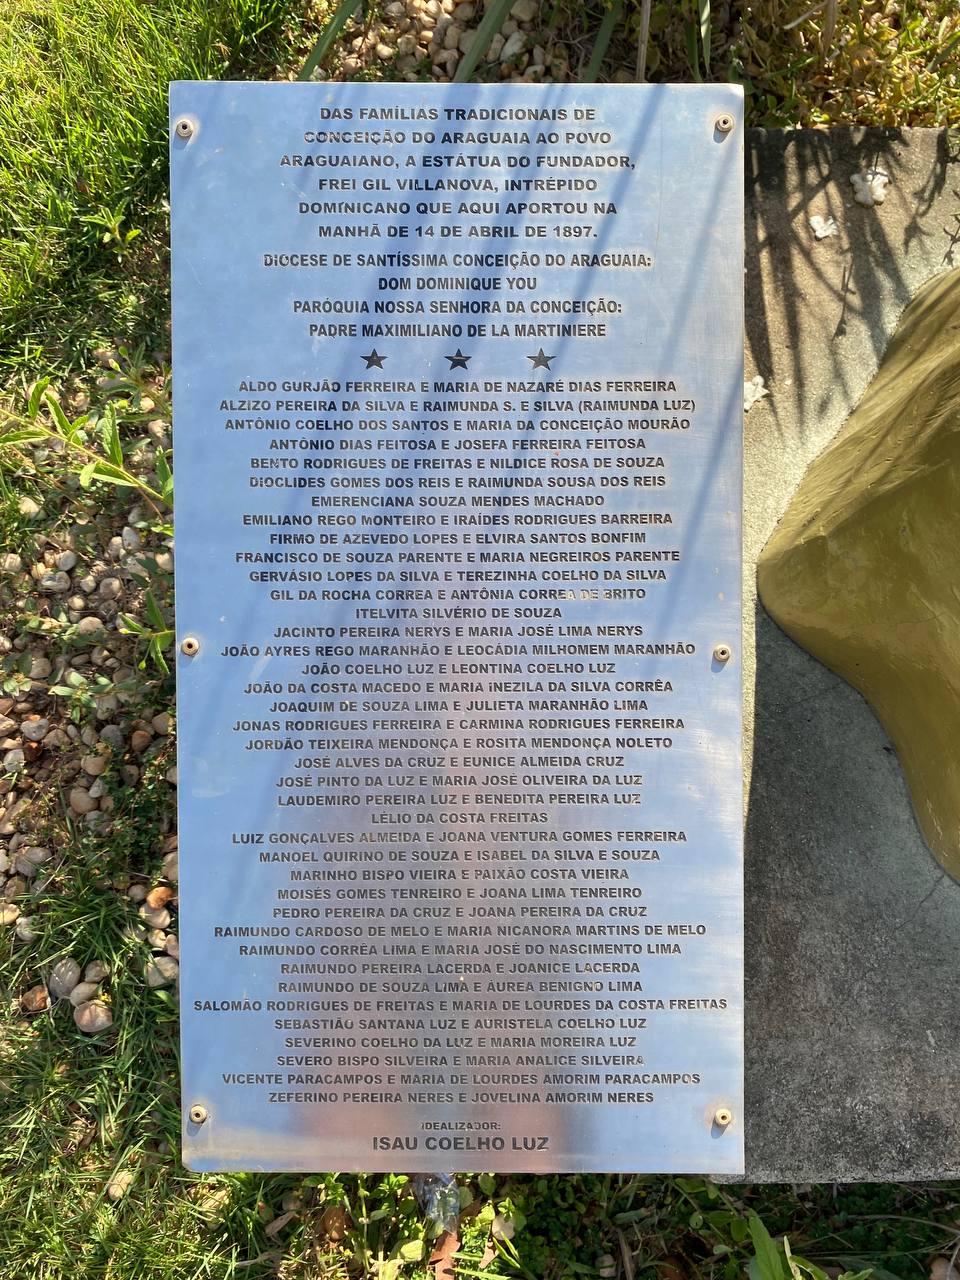 DAS FAMÍLIAS TRADICIONAIS DE
CONCEIÇÃO DO ARAGUAIA AO POVO
ARAGUAIANO, A ESTÁTUA DO FUNDADOR,
FREI GIL VILLANOVA, INTRÉPIDO
DOMINICANO QUE AQUI APORTOU NA
MANHÃ DE 14 DE ABRIL DE 1897.
DIOCESE DE SANTÍSSIMA CONCEIÇÃO DO ARAGUAIA:
DOM DOMINIQUE YOU
PARÓQUIA NOSSA SENHORA DA CONCEIÇÃO:
PADRE MAXIMILIANO DE LA MARTINIERE
ALDO GURJÃO FERREIRA E MARIA DE NAZARÉ DIAS FERREIRA
ALZIZO PEREIRA DA SILVA E RAIMUNDA S. E SILVA (RAIMUNDA LUZ)
ANTÔNIO COELHO DOS SANTOS E MARIA DA CONCEIÇÃO MOURÃO
ANTÔNIO DIAS FEITOSA E JOSEFA FERREIRA FEITOSA
BENTO RODRIGUES DE FREITAS E NILDICE ROSA DE SOUZA
DIOCLIDES GOMES DOS REIS E RAIMUNDA SOUSA DOS REIS
EMERENCIANA SOUZA MENDES MACHADO
EMILIANO REGO MONTEIRO E IRAÍDES RODRIGUES BARREIRA
FIRMO DE AZEVEDO LOPES E ELVIRA SANTOS BONFIM
FRANCISCO DE SOUZA PARENTE E MARIA NEGREIROS PARENTE
GERVÁSIO LOPES DA SILVA E TEREZINHA COELHO DA SILVA
GIL DA ROCHA CORREA E ANTÔNIA CORREA DE BRITO
ITELVITA SILVÉRIO DE SOUZA
JACINTO PEREIRA NERYS E MARIA JOSÉ LIMA NERYS
JOÃO AYRES REGO MARANHÃO E LEOCÁDIA MILHOMEM MARANHÃO
JOÃO COELHO LUZ E LEONTINA COELHO LUZ
JOÃO DA COSTA MACEDO E MARIA INEZILA DA SILVA CORRÊA
JOAQUIM DE SOUZA LIMA E JULIETA MARANHÃO LIMA
JONAS RODRIGUES FERREIRA E CARMINA RODRIGUES FERREIRA
JORDÃO TEIXEIRA MENDONÇA E ROSITA MENDONÇA NOLETO
JOSÉ ALVES DA CRUZ E EUNICE ALMEIDA CRUZ
JOSÉ PINTO DA LUZ E MARIA JOSÉ OLIVEIRA DA LUZ
LAUDEMIRO PEREIRA LUZ E BENEDITA PEREIRA LUZ
LÉLIO DA COSTA FREITAS
LUIZ GONÇALVES ALMEIDA E JOANA VENTURA GOMES FERREIRA
MANOEL QUIRINO DE SOUZA E ISABEL DA SILVA E SOUZA
MARINHO BISPO VIEIRA E PAIXÃO COSTA VIEIRA
MOISÉS GOMES TENREIRO E JOANA LIMA TENREIRO
PEDRO PEREIRA DA CRUZ E JOANA PEREIRA DA CRUZ
RAIMUNDO CARDOSO DE MELO E MARIA NICANORA MARTINS DE MELO
RAIMUNDO CORRÊA LIMA E MARIA JOSÉ DO NASCIMENTO LIMA
RAIMUNDO PEREIRA LACERDA E JOANICE LACERDA
RAIMUNDO DE SOUZA LIMA E ÁUREA BENIGNO LIMA
SALOMÃO RODRIGUES DE FREITAS E MARIA DE LOURDES DA COSTA FREITAS
SEBASTIÃO SANTANA LUZ E AURISTELA COELHO LUZ
SEVERINO COELHO DA LUZ E MARIA MOREIRA LUZ
SEVERO BISPO SILVEIRA E MARIA ANALICE SILVEIRA
VICENTE PARACAMPOS E MARIA DE LOURDES AMORIM PARACAMPOS
ZEFERINO PEREIRA NERES E JOVELINA AMORIM NERES
IDEALIZADOR:
ISAU COELHO LUZ